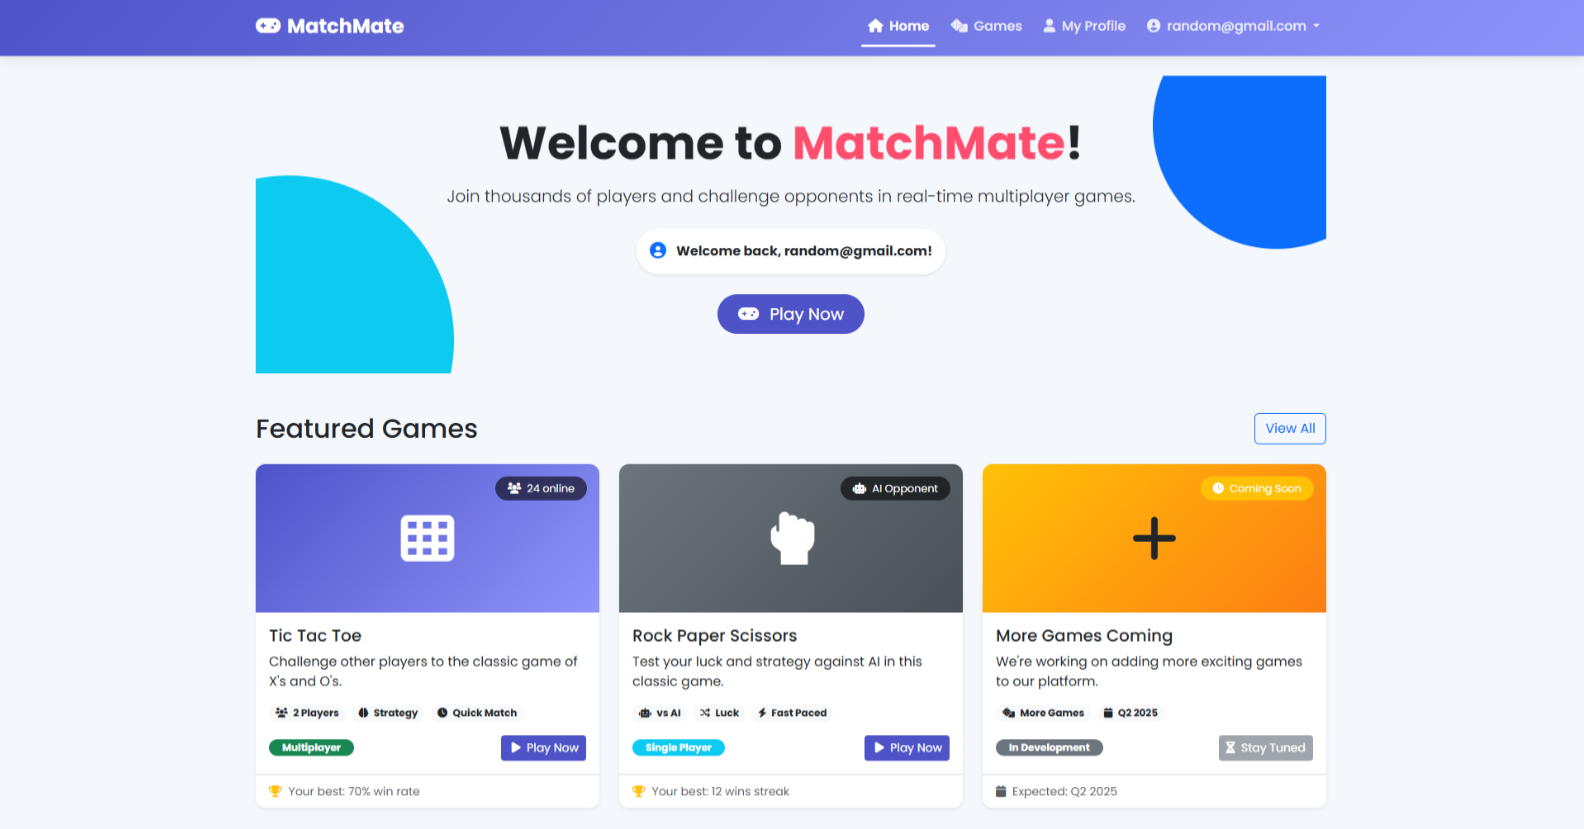 MatchMate
Home
Games
My Profile
random@gmail.com
Welcome to MatchMate!
Join thousands of players and challenge opponents in real-time multiplayer games.
Welcome back, random@gmail.com!
Play Now
Featured Games
View All
24 online
Tic Tac Toe
Challenge other players to the classic game of
X's and O's.
2 Players
Strategy
Quick Match
Multiplayer
Play Now
Your best: 70% win rate
AI Opponent
Rock Paper Scissors
Test your luck and strategy against AI in this
classic game.
vs AI
Luck
Fast Paced
Single Player
Play Now
Your best: 12 wins streak
Coming Soon
More Games Coming
We're working on adding more exciting games
to our platform.
More Games
Q2 2025
In Development
Stay Tuned
Expected: Q2 2025